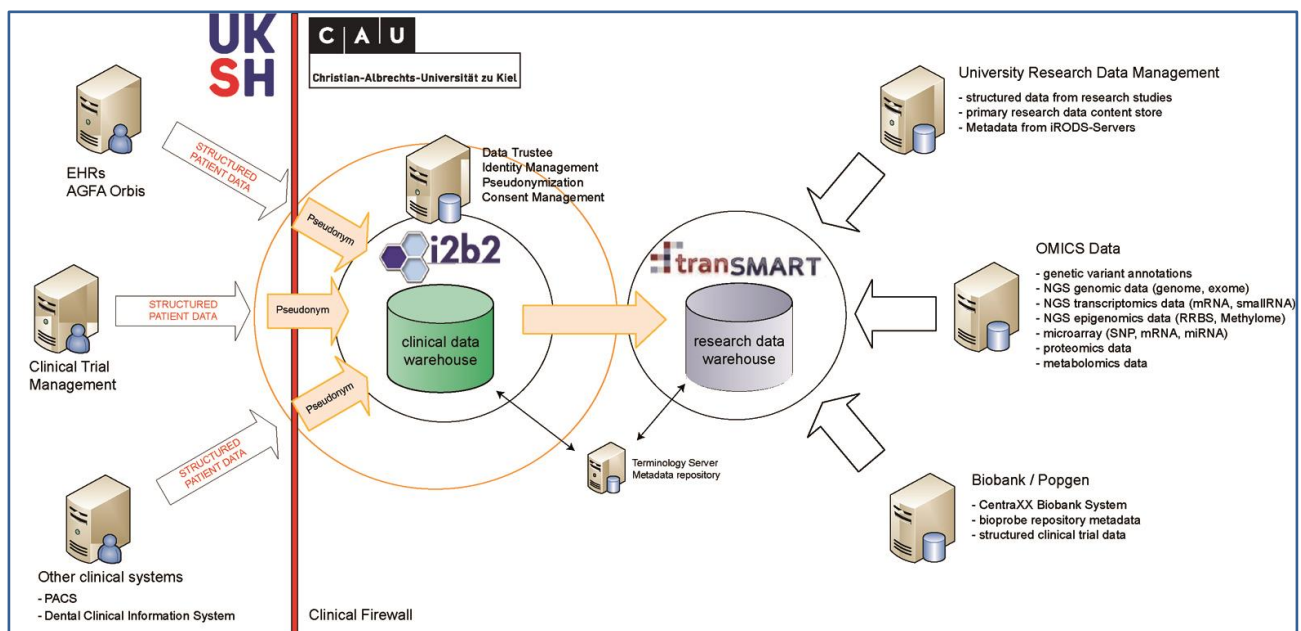 UK
SH
C A U
Christian-Albrechts-Universität zu Kiel
EHRs
AGFA Orbis
STRUCTURED
PATIENT DATA
Clinical Trial
Management
STRUCTURED
PATIENT DATA
Other clinical systems
- PACS
- Dental Clinical Information System
STRUCTURED
PATIENT DATA
Clinical Firewall
Pseudonym
Pseudonym
Pseudonym
Data Trustee
Identity Management
Pseudonymization
Consent Management
i2b2
clinical data
warehouse
tranSMART
research data
warehouse
Terminology Server
Metadata repository
University Research Data Management
- structured data from research studies
- primary research data content store
- Metadata from iRODS-Servers
OMICS Data
- genetic variant annotations
- NGS genomic data (genome, exome)
- NGS transcriptomics data (mRNA, smallRNA)
- NGS epigenomics data (RRBS, Methylome)
- microarray (SNP, mRNA, miRNA)
- proteomics data
- metabolomics data
Biobank / Popgen
- CentraXX Biobank System
- bioprobe repository metadata
- structured clinical trial data